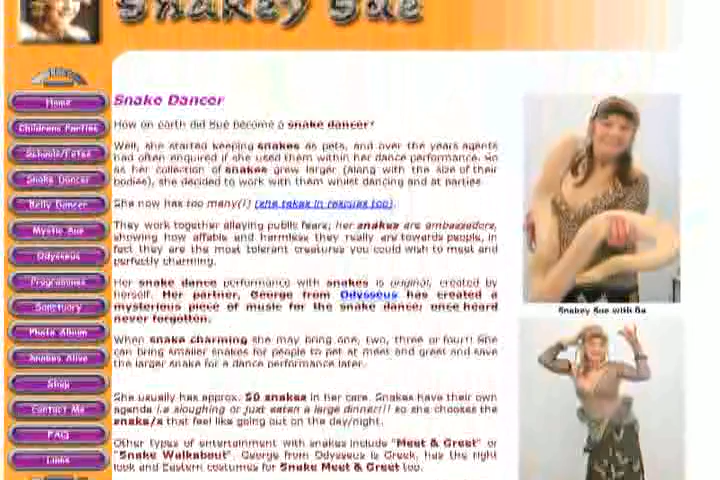 Snakey Sue
Home
Childrens Parties
Schools/Fetes
Snake Dancer
Belly Dancer
Mystic Sue
Odysseus
Programmes
Sanctuary
Photo Album
Snakes Alive
Shop
Contact Me
FAQ
Links
Snake Dancer
How on earth did Sue become a snake dancer?
Well, she started keeping snakes as pets, and over the years agents
had often enquired if she used them within her dance performance. So
as her collection of snakes grew larger (along with the size of their
bodies), she decided to work with them whilst dancing and at parties.
She now has too many(!) (she takes in rescues too).
They work together allaying public fears; her snakes are ambassadors,
showing how affable and harmless they really are towards people, in
fact they are the most tolerant creatures you could wish to meet and
perfectly charming.
Her snake dance performance with snakes is original, created by
herself. Her partner, George from Odysseus has created a
mysterious piece of music for the snake dance; once heard
never forgotten.
When snake charming she may bring one, two, three or four!! She
can bring smaller snakes for people to pet at meet and greet and save
the larger snake for a dance performance later.
She usually has approx. 50 snakes in her care. Snakes have their own
agenda i.e sloughing or just eaten a large dinner!!! so she chooses the
snake/s that feel like going out on the day/night.
Other types of entertainment with snakes include "Meet & Greet" or
"Snake Walkabout". George from Odysseus is Greek, has the right
look and Eastern costumes for Snake Meet & Greet too.
Snakey Sue with